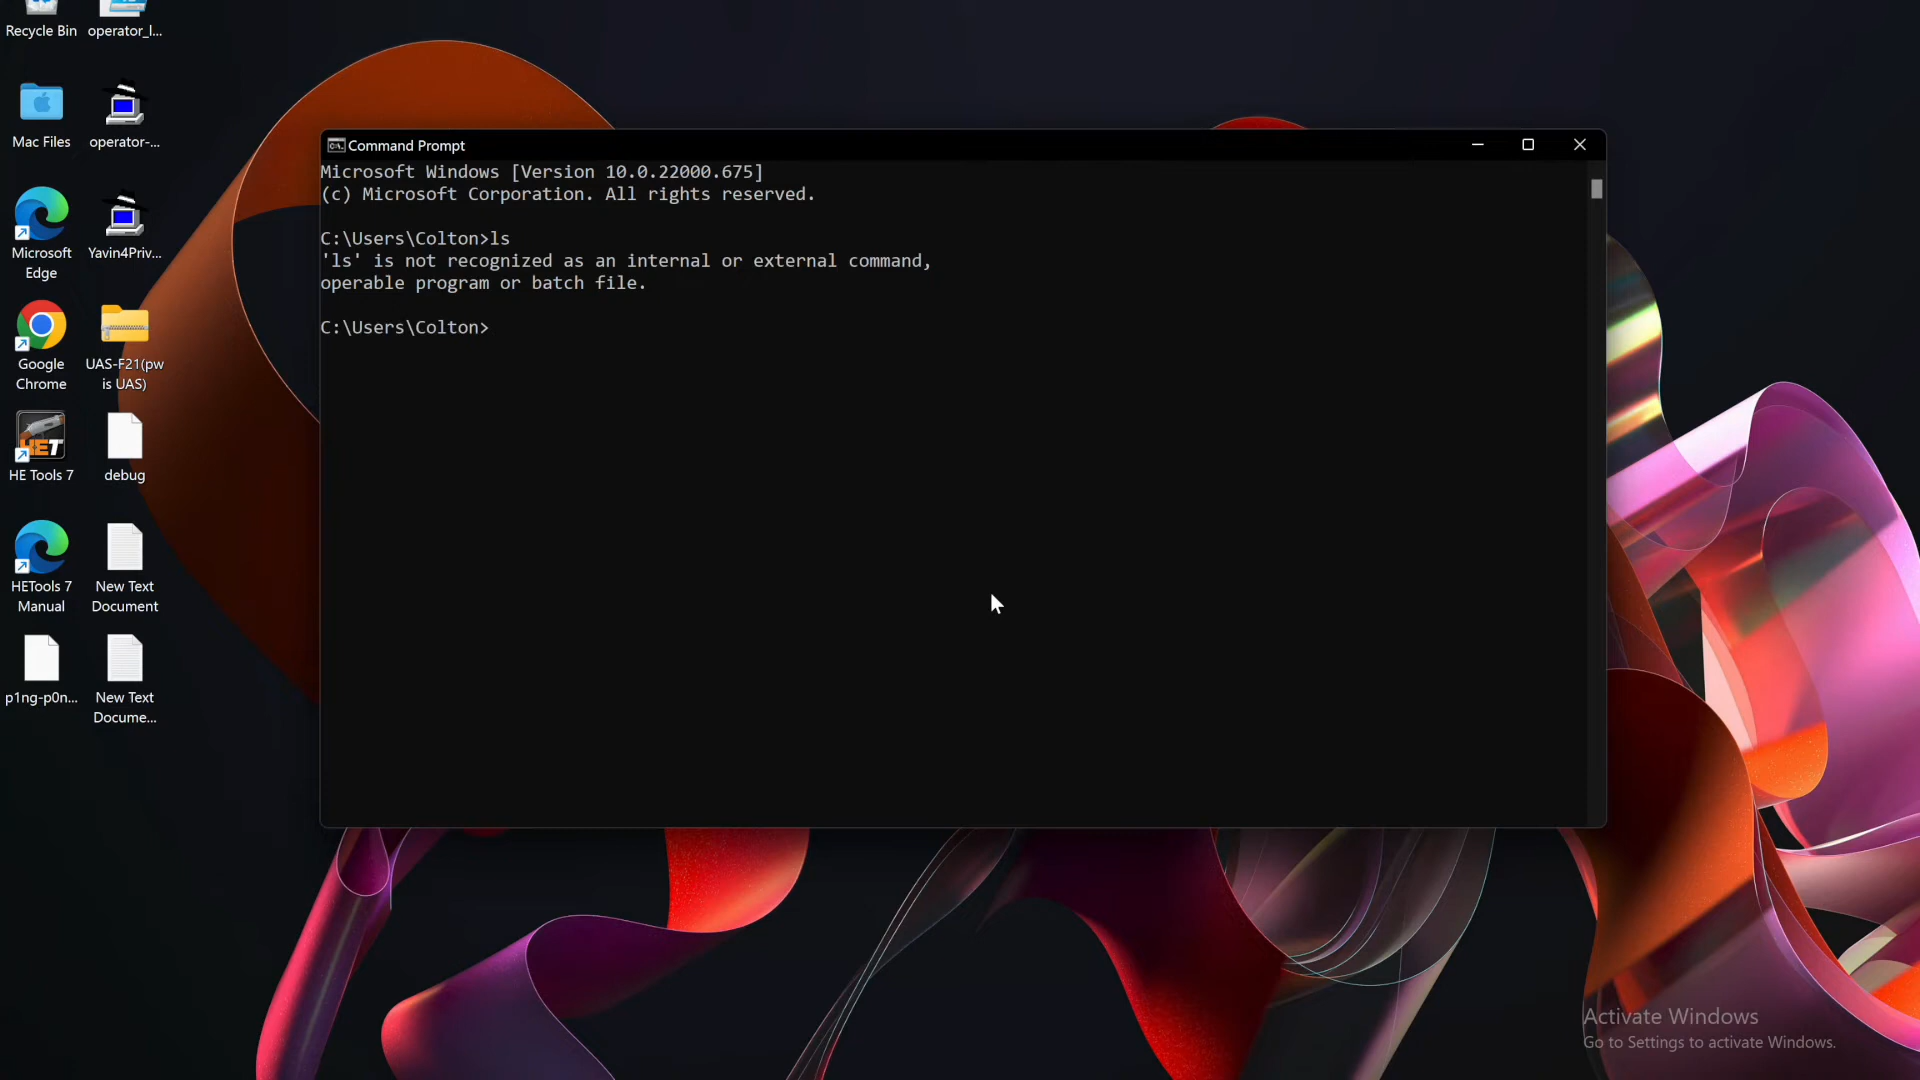 Recycle Bin
operator_l...
Mac Files
operator-...
Microsoft
Edge
Yavin4Priv...
Google
Chrome
UAS-F21(pw
is UAS)
HET
HE Tools 7
debug
HETools 7
Manual
New Text
Document
p1ng-p0n...
New Text
Docume...
C:\.
Command Prompt
Microsoft Windows [Version 10.0.22000.675]
(c) Microsoft Corporation. All rights reserved.
C:\Users\Colton>ls
'ls' is not recognized as an internal or external command,
operable program or batch file.
C:\Users\Colton>
Activate Windows
Go to Settings to activate Windows.